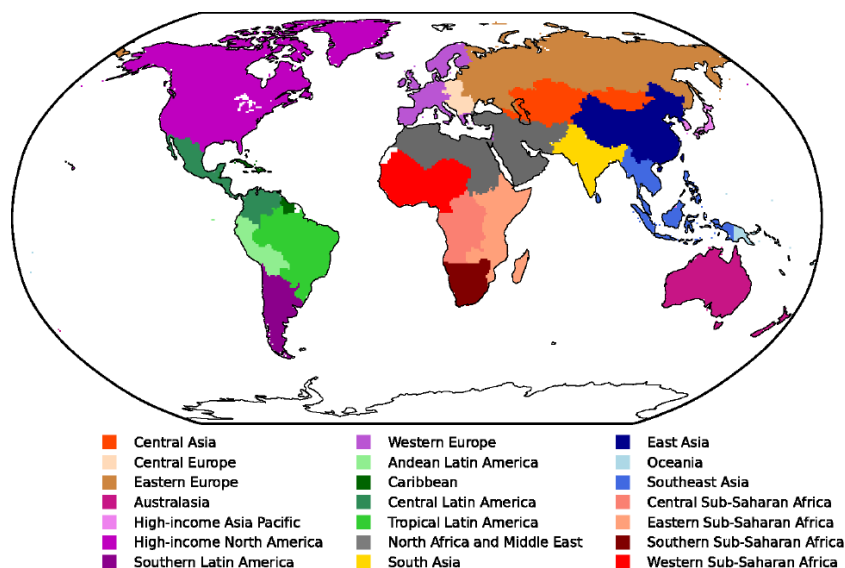 Central Asia
Central Europe
Eastern Europe
Australasia
High-income Asia Pacific
High-income North America
Southern Latin America
Western Europe
Andean Latin America
Caribbean
Central Latin America
Tropical Latin America
North Africa and Middle East
South Asia
East Asia
Oceania
Southeast Asia
Central Sub-Saharan Africa
Eastern Sub-Saharan Africa
Southern Sub-Saharan Africa
Western Sub-Saharan Africa